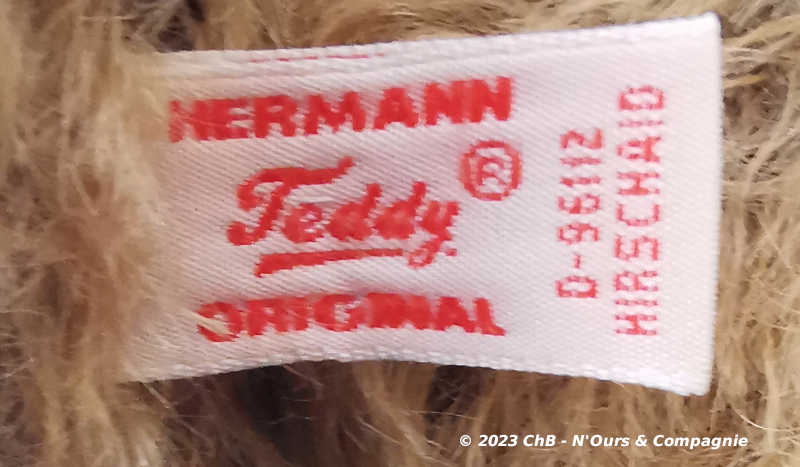 HERMANN
Teddy ®
ORIGINAL
D-96112
HIRSCHAID
© 2023 ChB - N'Ours & Compagnie